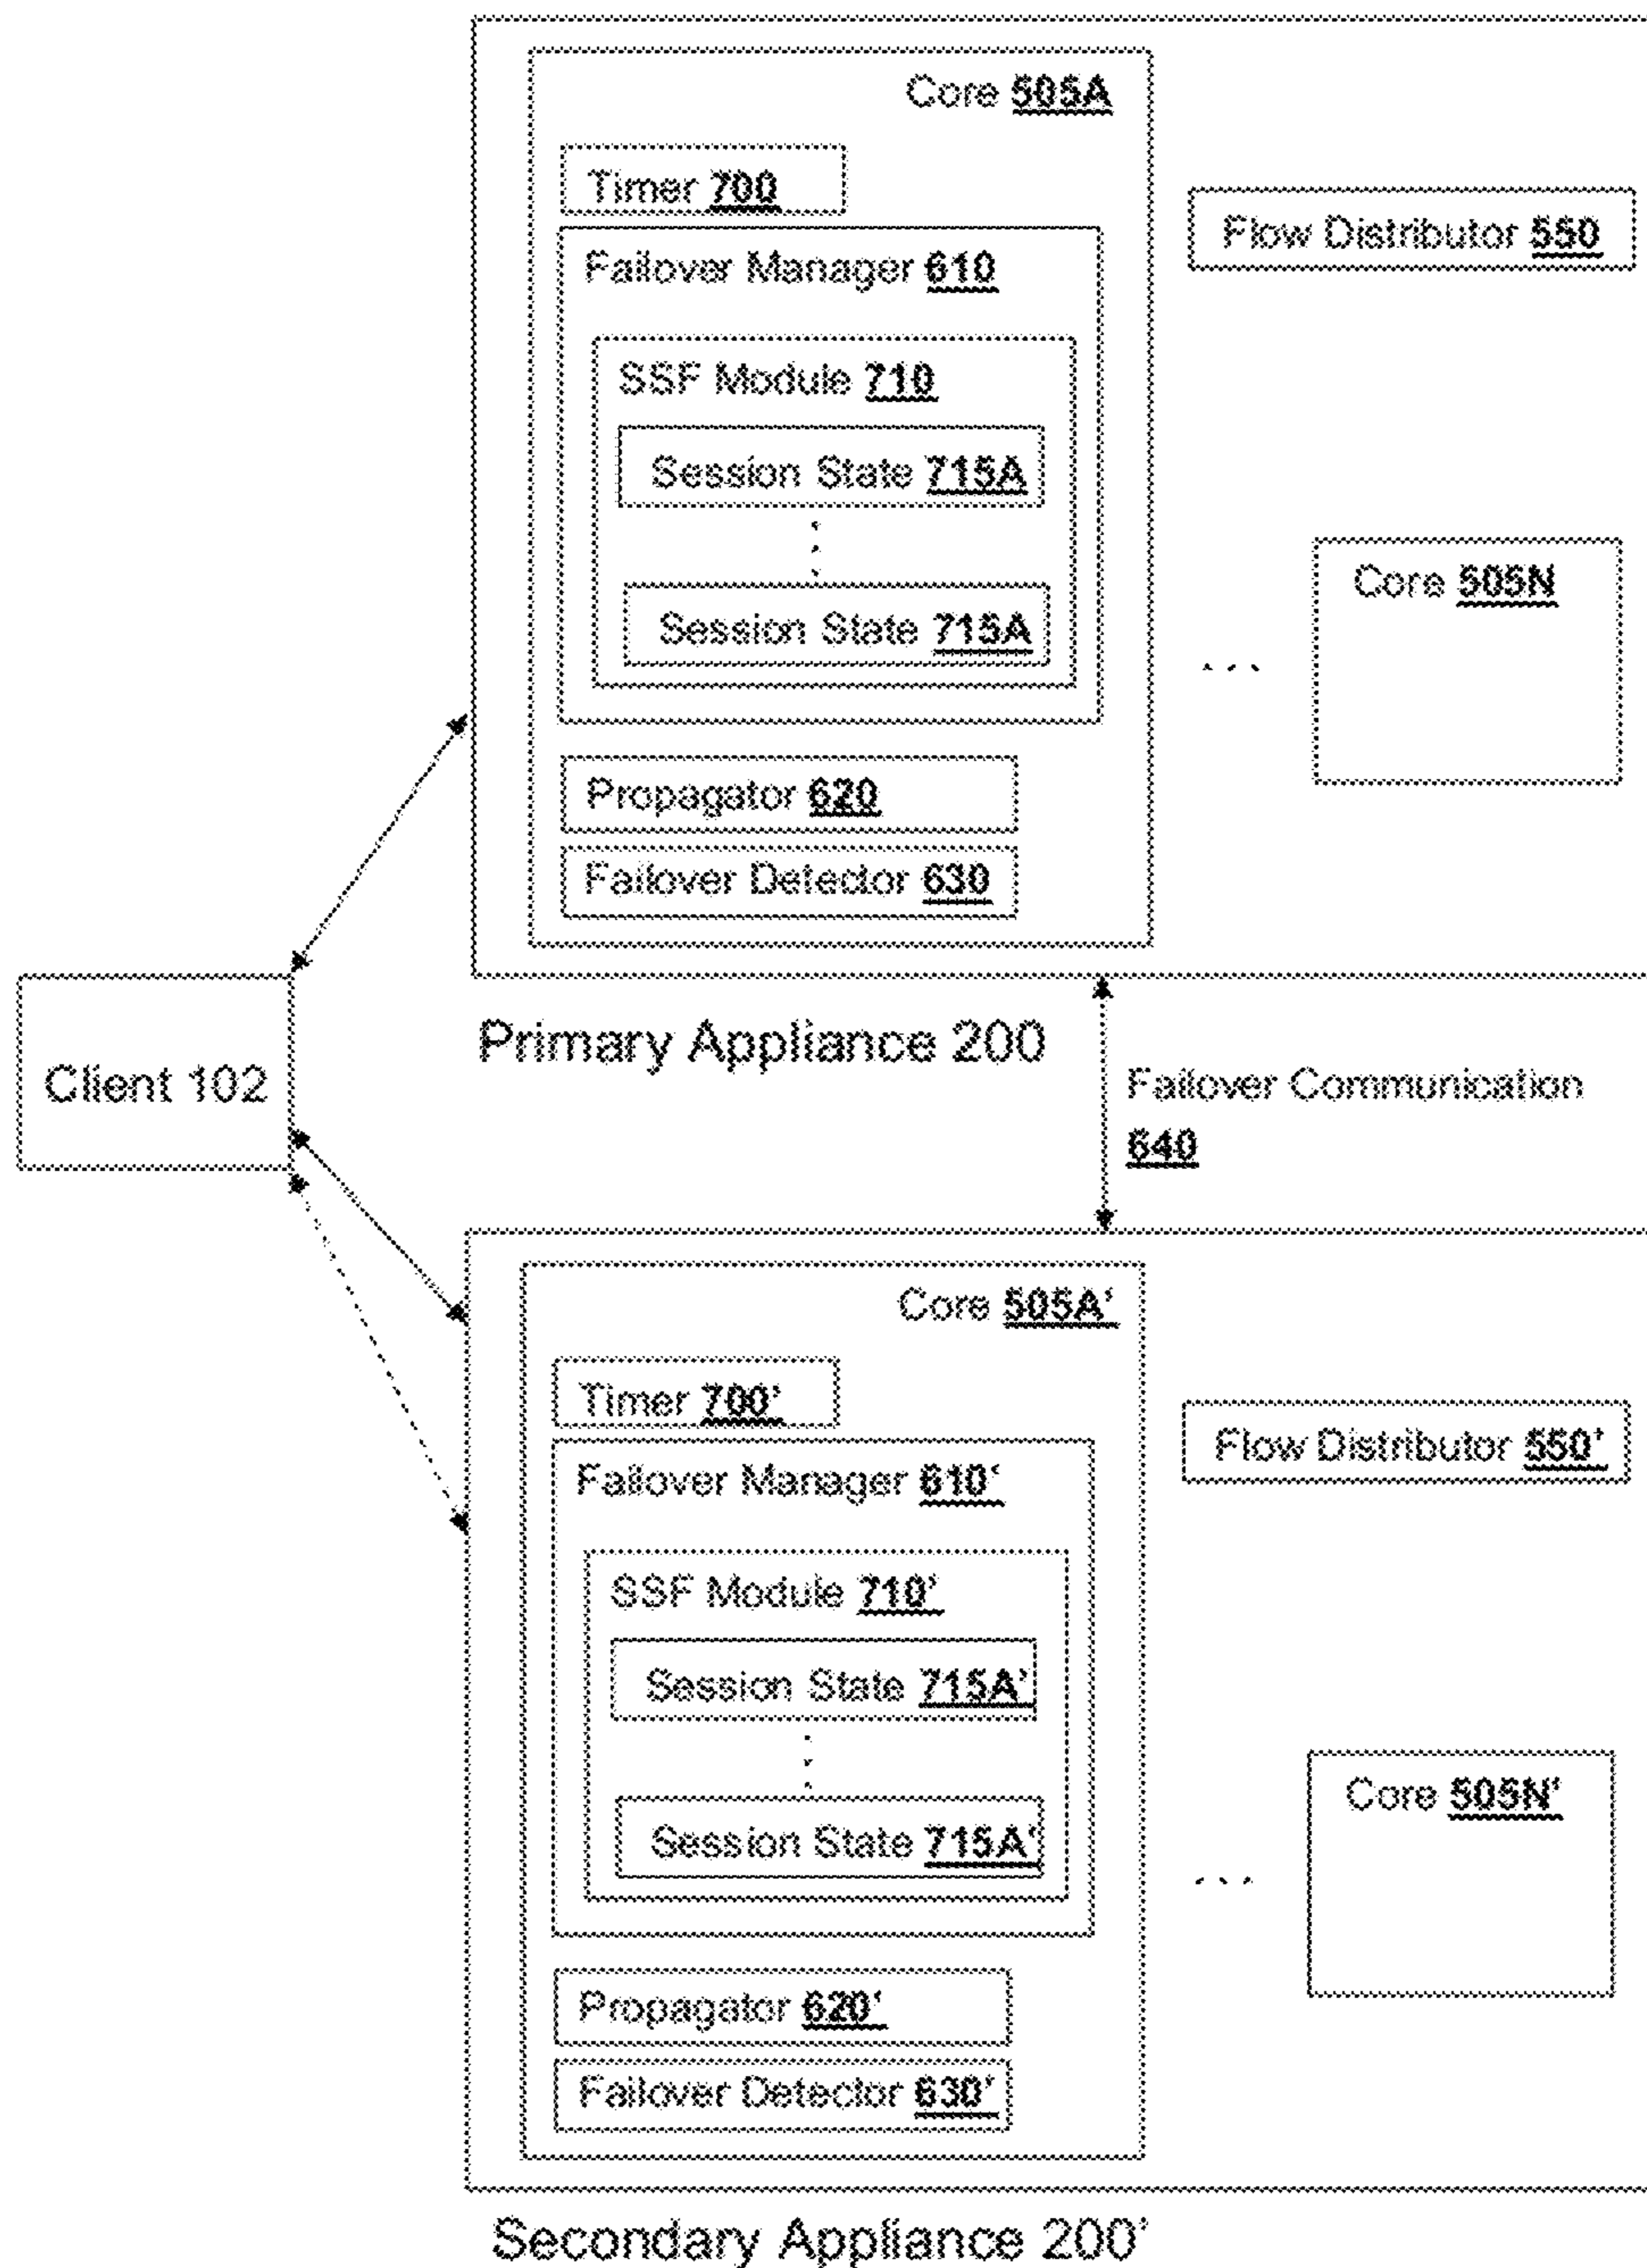 Core 505A
Timer 700
Flow Distributor 550
Failover Manager 610
SSF Module 710
Session State 715A
Core 505N
Session State 715A
Propagator 620
Failover Detector 630
Primary Appliance 200
Client 102
Failover Communication
640
Core 505A'
Timer 700'
Flow Distributor 550'
Failover Manager 610'
SSF Module 710'
Session State 715A'
Core 505N'
Session State 715A'
Propagator 620'
Failover Detector 630'
Secondary Appliance 200'